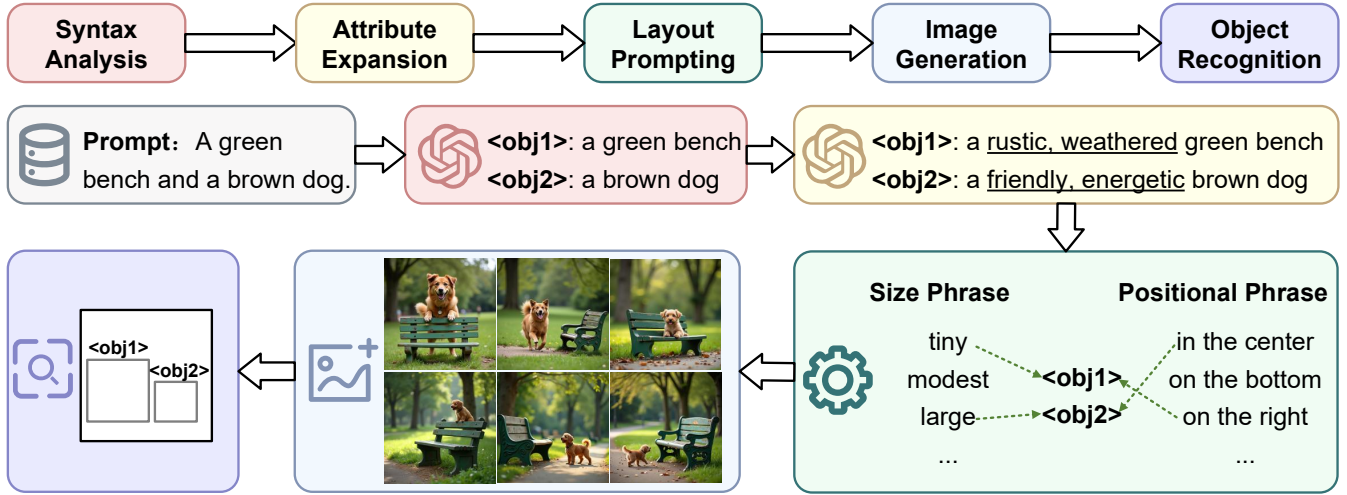 Syntax
Analysis
Attribute
Expansion
Layout
Prompting
Image
Generation
Object
Recognition
Prompt：A green
bench and a brown dog.
<obj1>: a green bench
<obj2>: a brown dog
<obj1>: a rustic, weathered green bench
<obj2>: a friendly, energetic brown dog
Size Phrase
Positional Phrase
tiny
modest
large
...
<obj1>
<obj2>
in the center
on the bottom
on the right
...
<obj1>
<obj2>